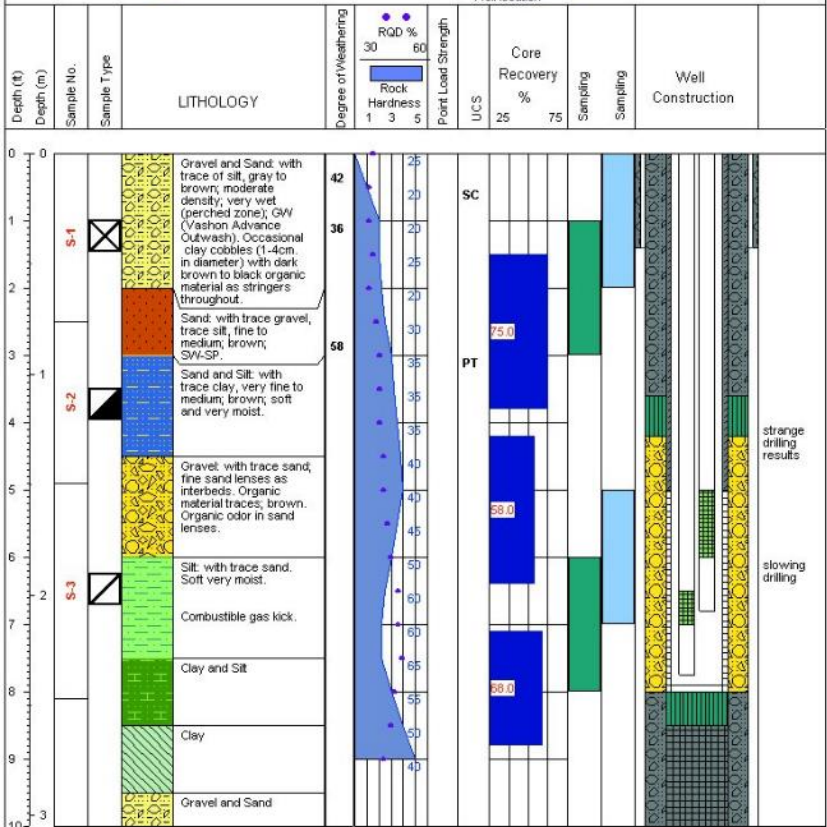 RQD %
30 60
Rock
Hardness
1 3 5
Depth (ft)
Depth (m)
Sample No.
Sample Type
LITHOLOGY
Degree of Weathering
Point Load Strength
UCS
Core
Recovery
%
25 75
Sampling
Sampling
Well
Construction
0
1
2
3
4
5
6
7
8
9
10
0
1
2
3
S-1
S-2
S-3
Gravel and Sand: with
trace of silt, gray to
brown; moderate
density; very wet
(perched zone); GW
(Vashon Advance
Outwash). Occasional
clay cobbles (1-4cm.
in diameter) with dark
brown to black organic
material as stringers
throughout.
Sand: with trace gravel,
trace silt, fine to
medium; brown;
SW-SP.
Sand and Silt: with
trace clay, very fine to
medium; brown; soft
and very moist.
Gravel: with trace sand;
fine sand lenses as
interbeds. Organic
material traces; brown.
Organic odor in sand
lenses.
Silt: with trace sand.
Soft very moist.
Combustible gas kick.
Clay and Silt
Clay
Gravel and Sand
42
36
58
25
20
20
25
20
30
35
35
35
40
40
45
50
60
60
65
55
50
40
SC
PT
75.0
58.0
68.0
strange
drilling
results
slowing
drilling